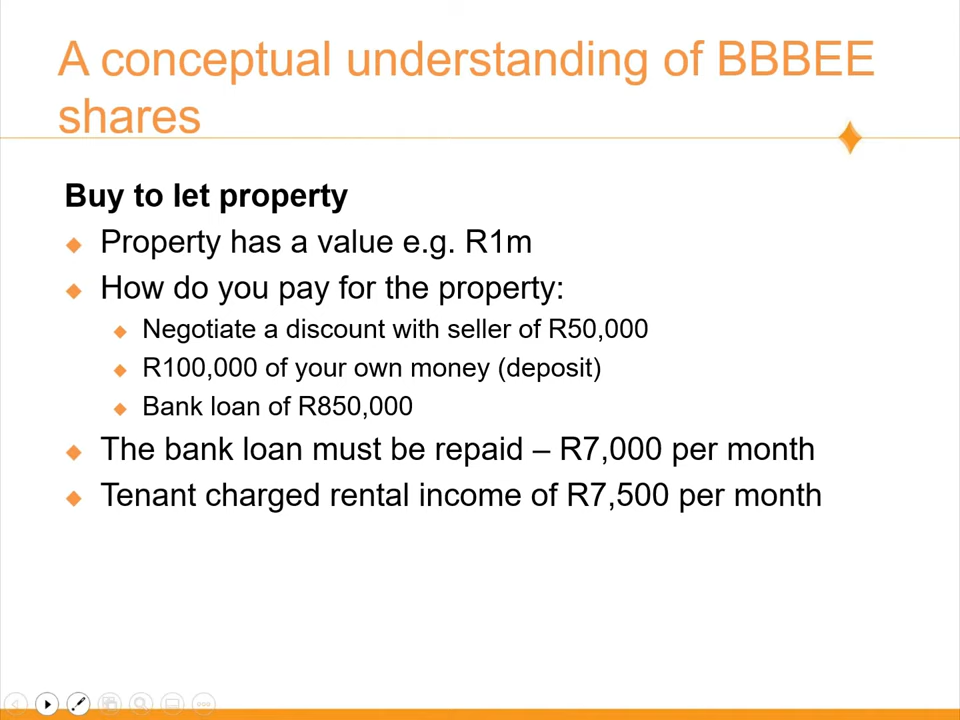 A conceptual understanding of BBBEE
shares
Buy to let property
Property has a value e.g. R1m
How do you pay for the property:
Negotiate a discount with seller of R50,000
R100,000 of your own money (deposit)
Bank loan of R850,000
The bank loan must be repaid – R7,000 per month
Tenant charged rental income of R7,500 per month